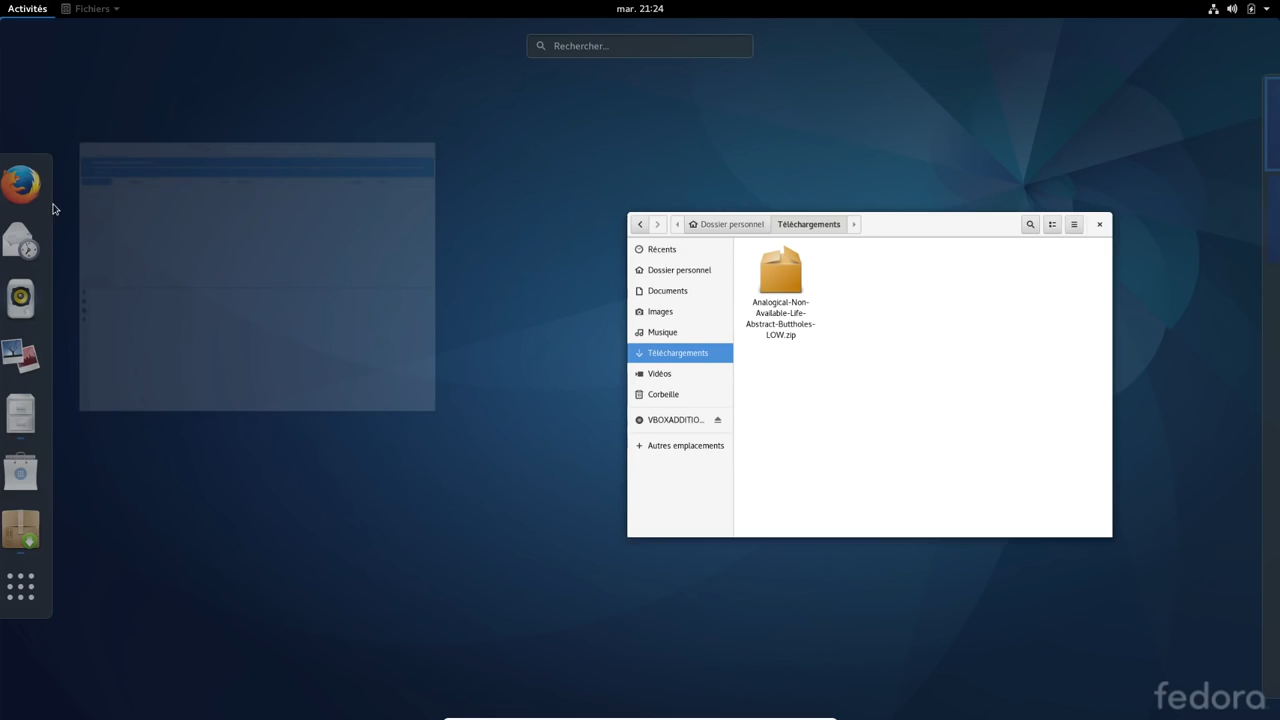 Activités
Fichiers
mar. 21:24
Rechercher...
Dossier personnel
Téléchargements
Récents
Dossier personnel
Documents
Images
Musique
Téléchargements
Vidéos
Corbeille
VBOXADDITIO...
Autres emplacements
Analogical-Non-
Available-Life-
Abstract-Buttholes-
LOW.zip
fedora